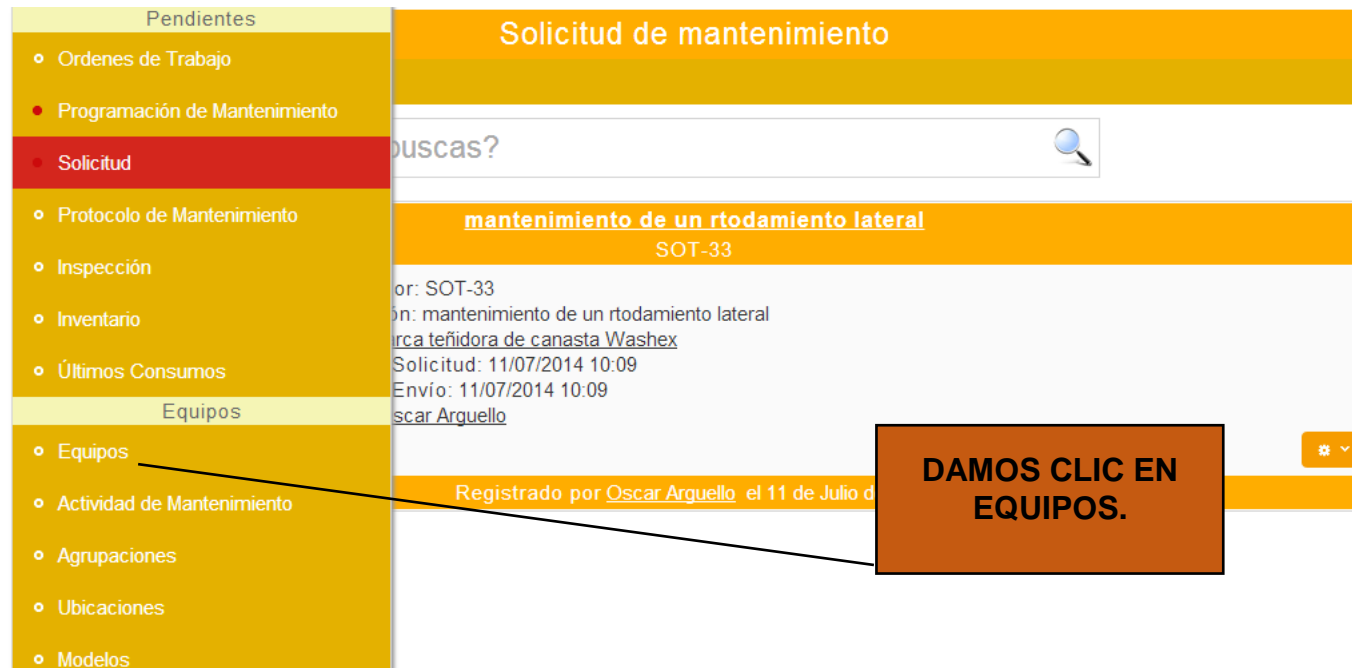 Pendientes
Ordenes de Trabajo
Programación de Mantenimiento
Solicitud
Protocolo de Mantenimiento
Inspección
Inventario
Últimos Consumos
Equipos
Equipos
Actividad de Mantenimiento
Agrupaciones
Ubicaciones
Modelos
Solicitud de mantenimiento
buscas?
mantenimiento de un rtodamiento lateral
SOT-33
or: SOT-33
ón: mantenimiento de un rtodamiento lateral
arca teñidora de canasta Washex
Solicitud: 11/07/2014 10:09
Envío: 11/07/2014 10:09
scar Arguello
Registrado por Oscar Arguello el 11 de Julio d
DAMOS CLIC EN
EQUIPOS.